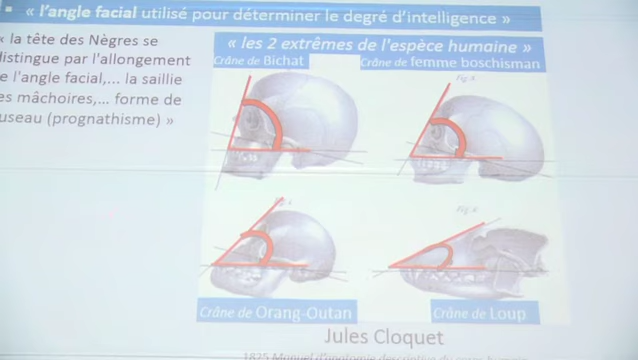 « l'angle facial utilisé pour déterminer le degré d'intelligence »
« la tête des Nègres se
distingue par l'allongement
e l'angle facial,... la saillie
es mâchoires,... forme de
useau (prognathisme) »
« les 2 extrêmes de l'espèce humaine »
Crâne de Bichat
Crâne de femme boschisman
Crâne de Orang-Outan
Crâne de Loup
Jules Cloquet
1825 Manuel d'anatomie descriptive du corps humain